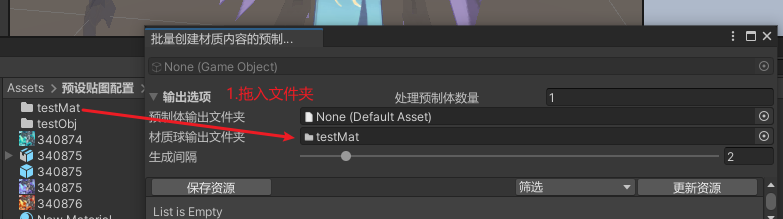 批量创建材质内容的预制...
None (Game Object)
Assets > 预设贴图配置 >
输出选项
1.拖入文件夹
处理预制体数量
1
testMat
预制体输出文件夹
None (Default Asset)
testObj
材质球输出文件夹
testMat
340874
生成间隔
2
340875
340875
保存资源
筛选
更新资源
340875
340876
List is Empty
New Material